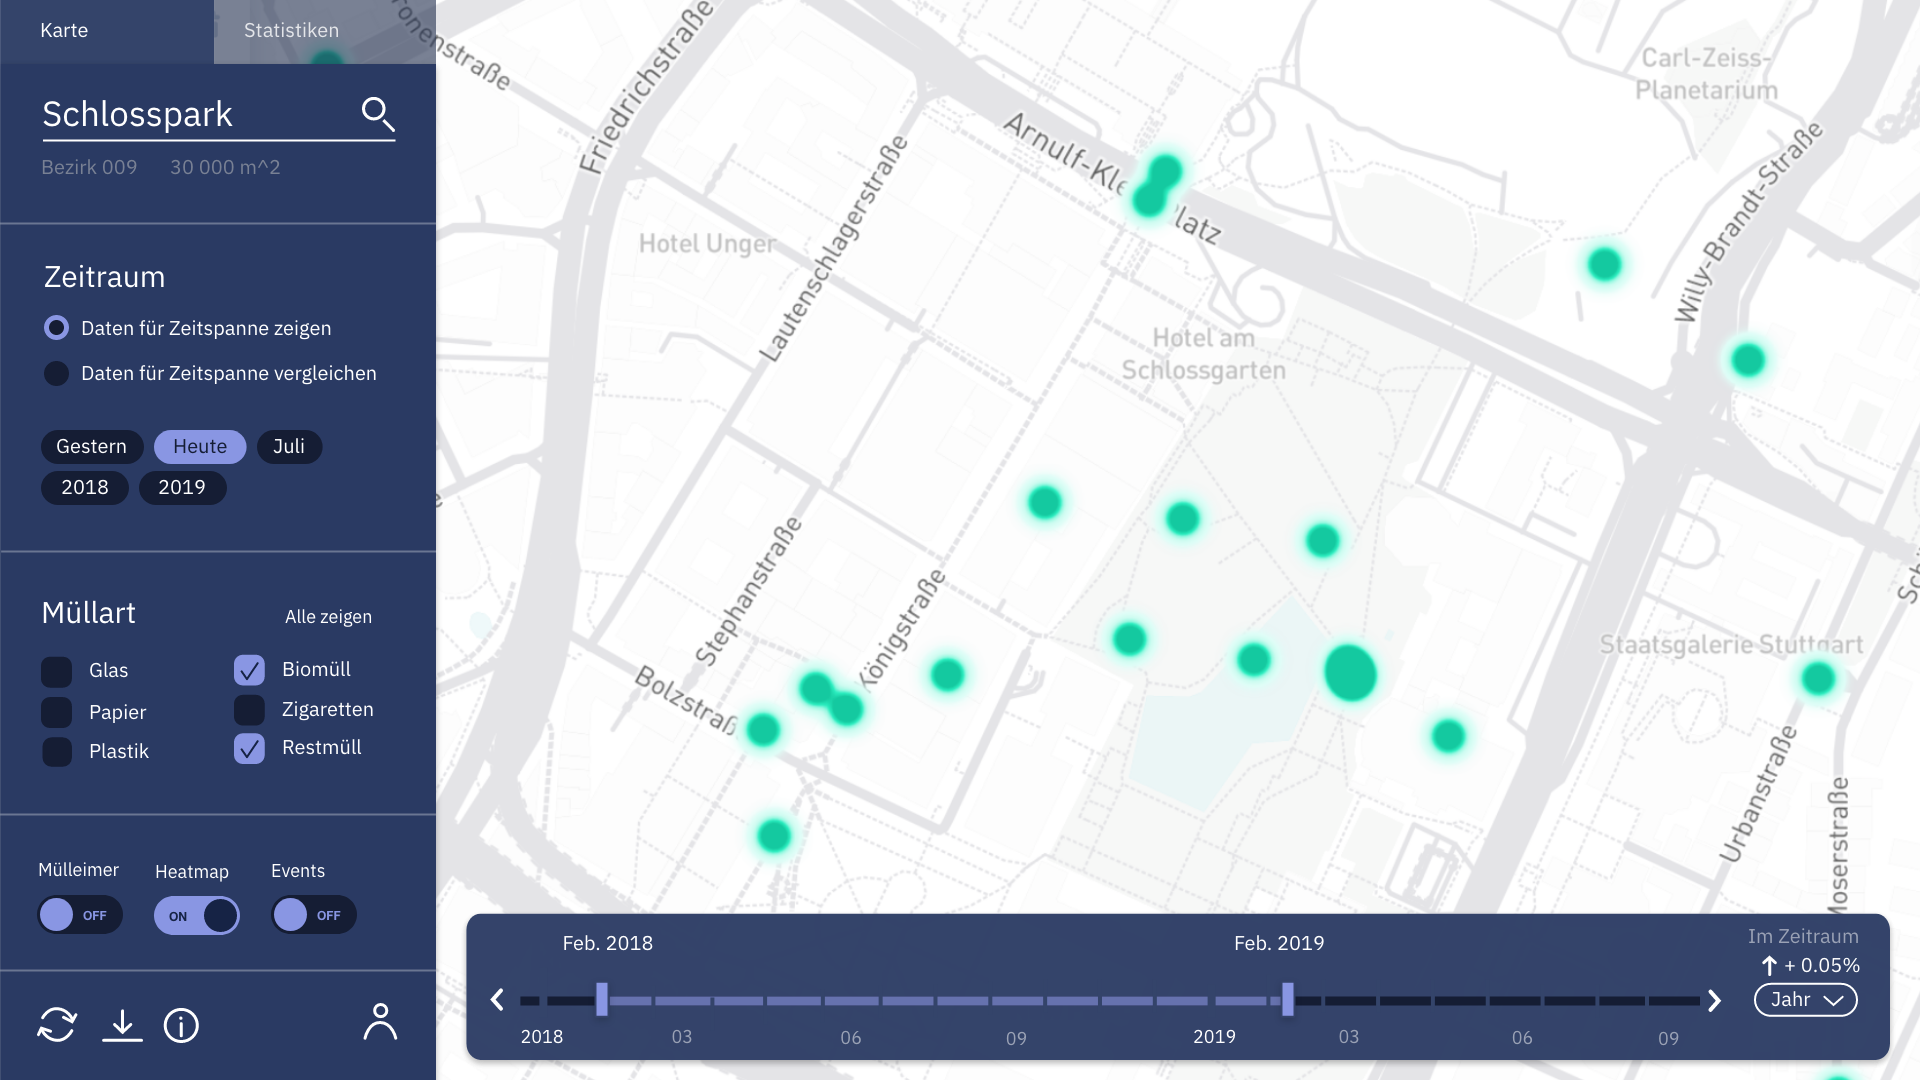 Karte
Statistiken
Schlosspark
Bezirk 009
30 000 m^2
Zeitraum
Daten für Zeitspanne zeigen
Daten für Zeitspanne vergleichen
Gestern
Heute
Juli
2018
2019
Müllart
Alle zeigen
Glas
Biomüll
Papier
Zigaretten
Plastik
Restmüll
Mülleimer
Heatmap
Events
OFF
ON
OFF
Friedrichstraße
Carl-Zeiss-
Planetarium
Arnulf-Kle
latz
Willy-Brandt-Straße
Lautenschlagerstraße
Hotel Unger
Hotel am
Schlossgarten
Stephanstraße
Königstraße
Bolzstraß
Staatsgalerie Stuttgart
Urbanstraße
Moserstraße
Feb. 2018
Feb. 2019
Im Zeitraum
+ 0.05%
Jahr
2018
03
06
09
2019
03
06
09